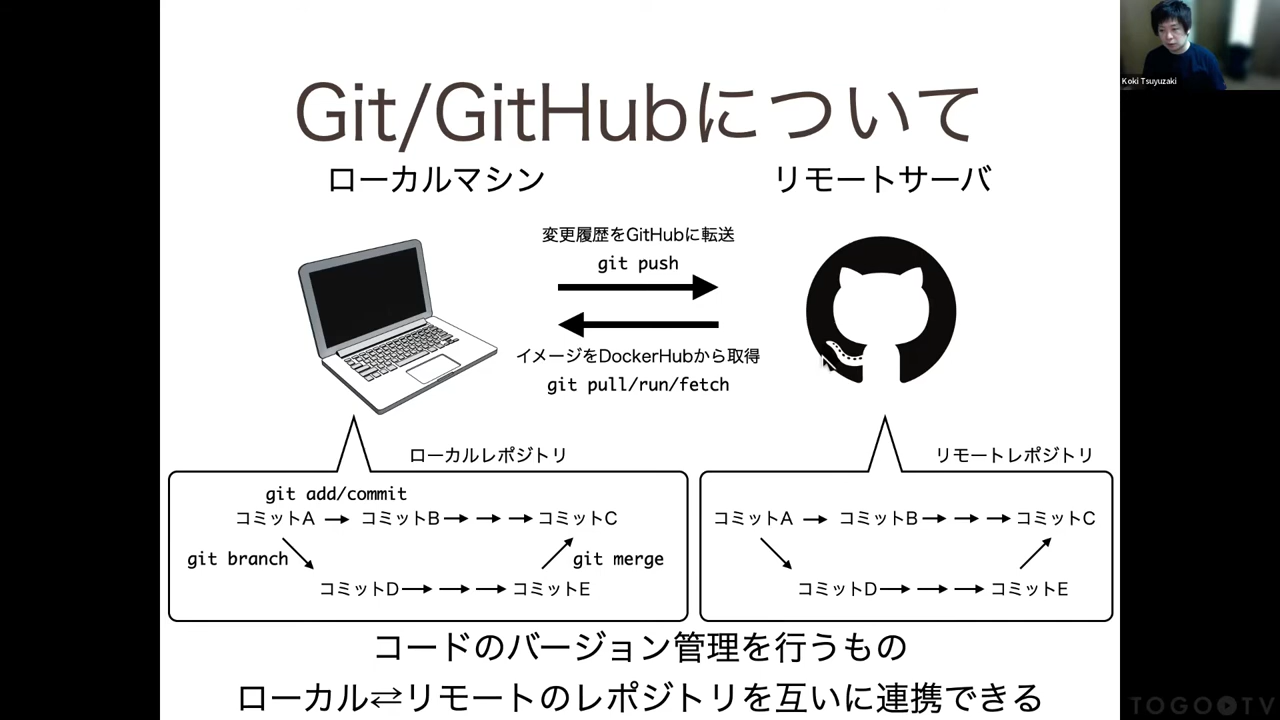 Koki Tsuyuzaki
Git/GitHubについて
ローカルマシン
リモートサーバ
変更履歴をGitHubに転送
git push
イメージをDockerHubから取得
git pull/run/fetch
ローカルレポジトリ
git add/commit
コミットA → コミットB → → → コミットC
git branch
git merge
コミットD → → → コミットE
リモートレポジトリ
コミットA → コミットB → → → コミットC
コミットD → → → コミットE
コードのバージョン管理を行うもの
ローカル⇄リモートのレポジトリを互いに連携できる
TOGOTV